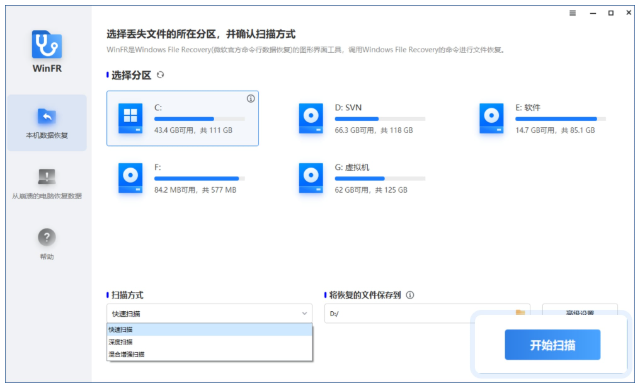 WinFR
本机数据恢复
从崩溃的电脑恢复数据
帮助
选择丢失文件的所在分区，并确认扫描方式
WinFR是Windows File Recovery(微软官方命令行数据恢复)的图形界面工具，调用Windows File Recovery的命令进行文件恢复。
选择分区
C:
43.4 GB可用，共 111 GB
D: SVN
66.3 GB可用，共 118 GB
E: 软件
14.7 GB可用，共 85.1 GB
F:
84.2 MB可用，共 577 MB
G: 虚拟机
62 GB可用，共 125 GB
扫描方式
将恢复的文件保存到
快速扫描
D:/
高级设置
快速扫描
深度扫描
混合增强扫描
开始扫描